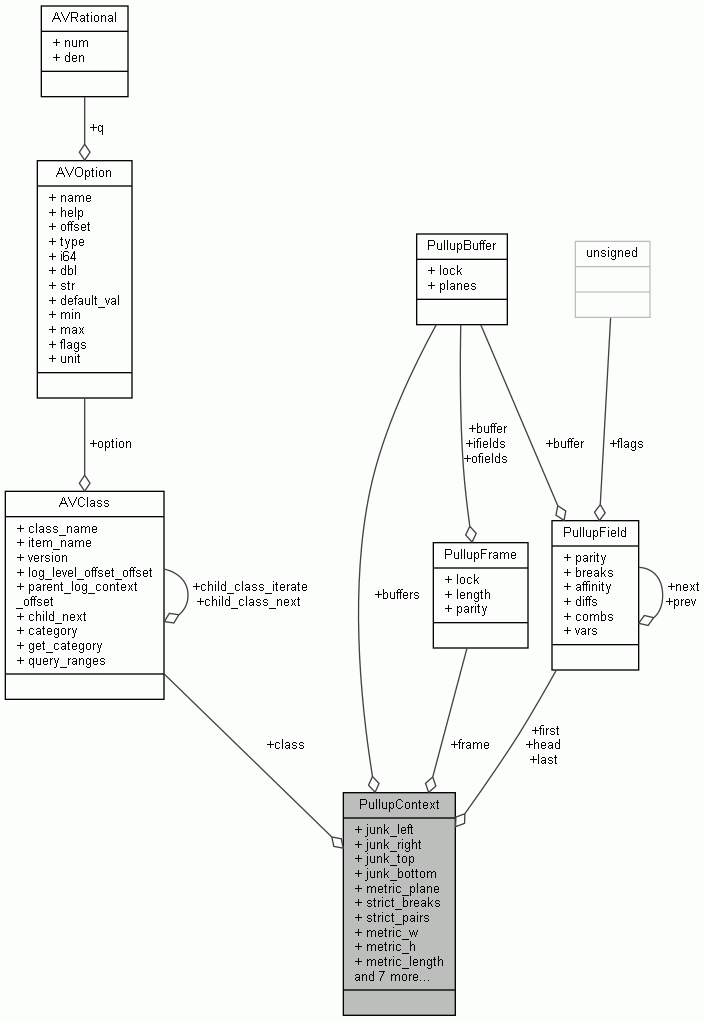 AVRational
+ num
+ den
+q
AVOption
+ name
+ help
+ offset
+ type
+ i64
+ dbl
+ str
+ default_val
+ min
+ max
+ flags
+ unit
+option
AVClass
+ class_name
+ item_name
+ version
+ log_level_offset_offset
+ parent_log_context
_offset
+ child_next
+ category
+ get_category
+ query_ranges
+child_class_iterate
+child_class_next
+class
PullupBuffer
+ lock
+ planes
unsigned
+buffer
+ifields
+ofields
+buffer
+flags
PullupFrame
+ lock
+ length
+ parity
PullupField
+ parity
+ breaks
+ affinity
+ diffs
+ combs
+ vars
+next
+prev
+buffers
+frame
+first
+head
+last
PullupContext
+ junk_left
+ junk_right
+ junk_top
+ junk_bottom
+ metric_plane
+ strict_breaks
+ strict_pairs
+ metric_w
+ metric_h
+ metric_length
and 7 more...